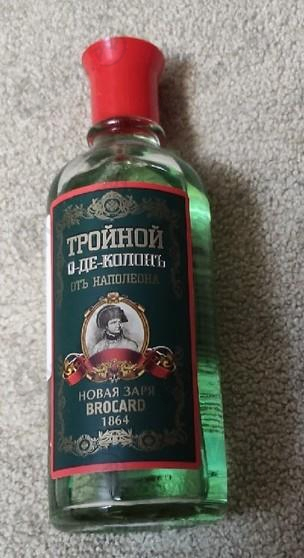 ТРОЙНОЙ
О-ДЕ-КОЛОНЪ
ОТЪ НАПОЛЕОНА
НОВАЯ ЗАРЯ
BROCARD
1864